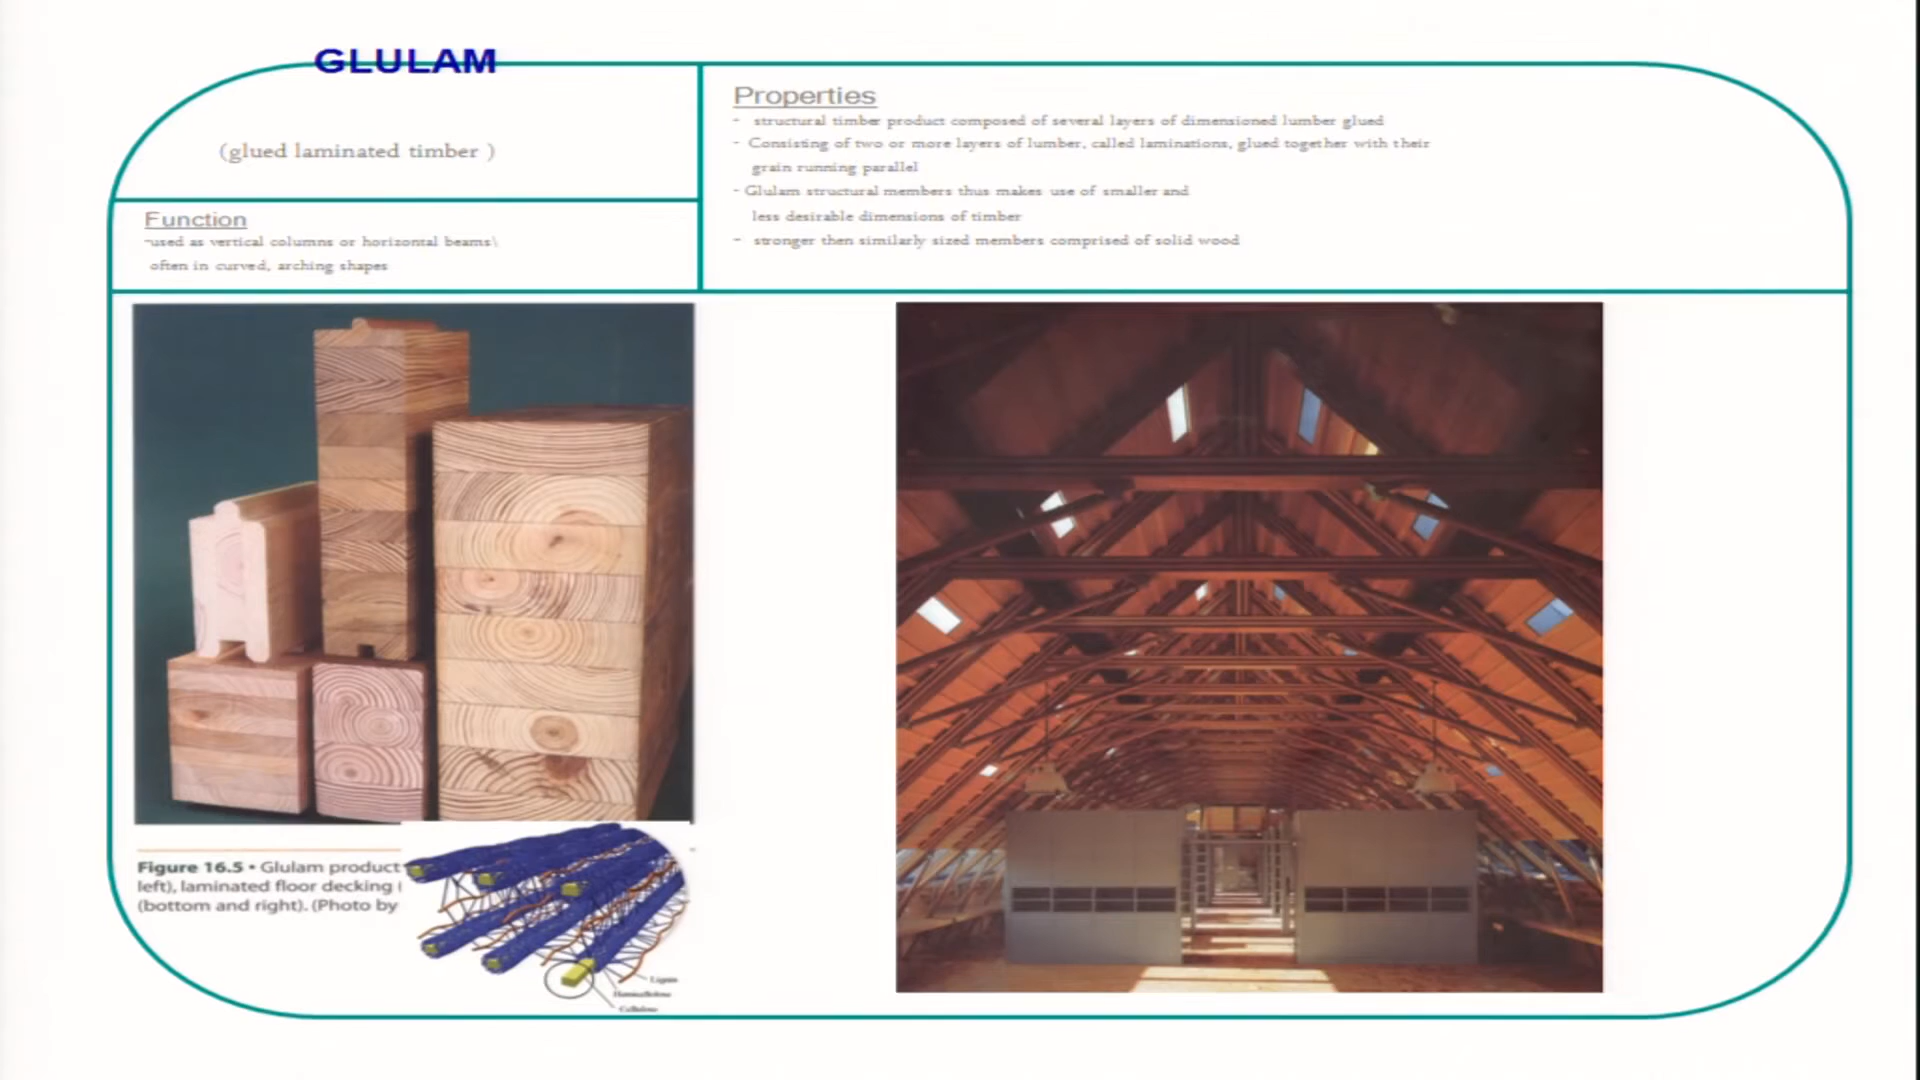 GLULAM
(glued laminated timber )
Function
-used as vertical columns or horizontal beams\
often in curved, arching shapes
Properties
- structural timber product composed of several layers of dimensioned lumber glued
- Consisting of two or more layers of lumber, called laminations, glued together with their
grain running parallel
- Glulam structural members thus makes use of smaller and
less desirable dimensions of timber
- stronger then similarly sized members comprised of solid wood
Figure 16.5 • Glulam product
left), laminated floor decking (
(bottom and right). (Photo by
Lignin
Hemicellulose
Cellulose